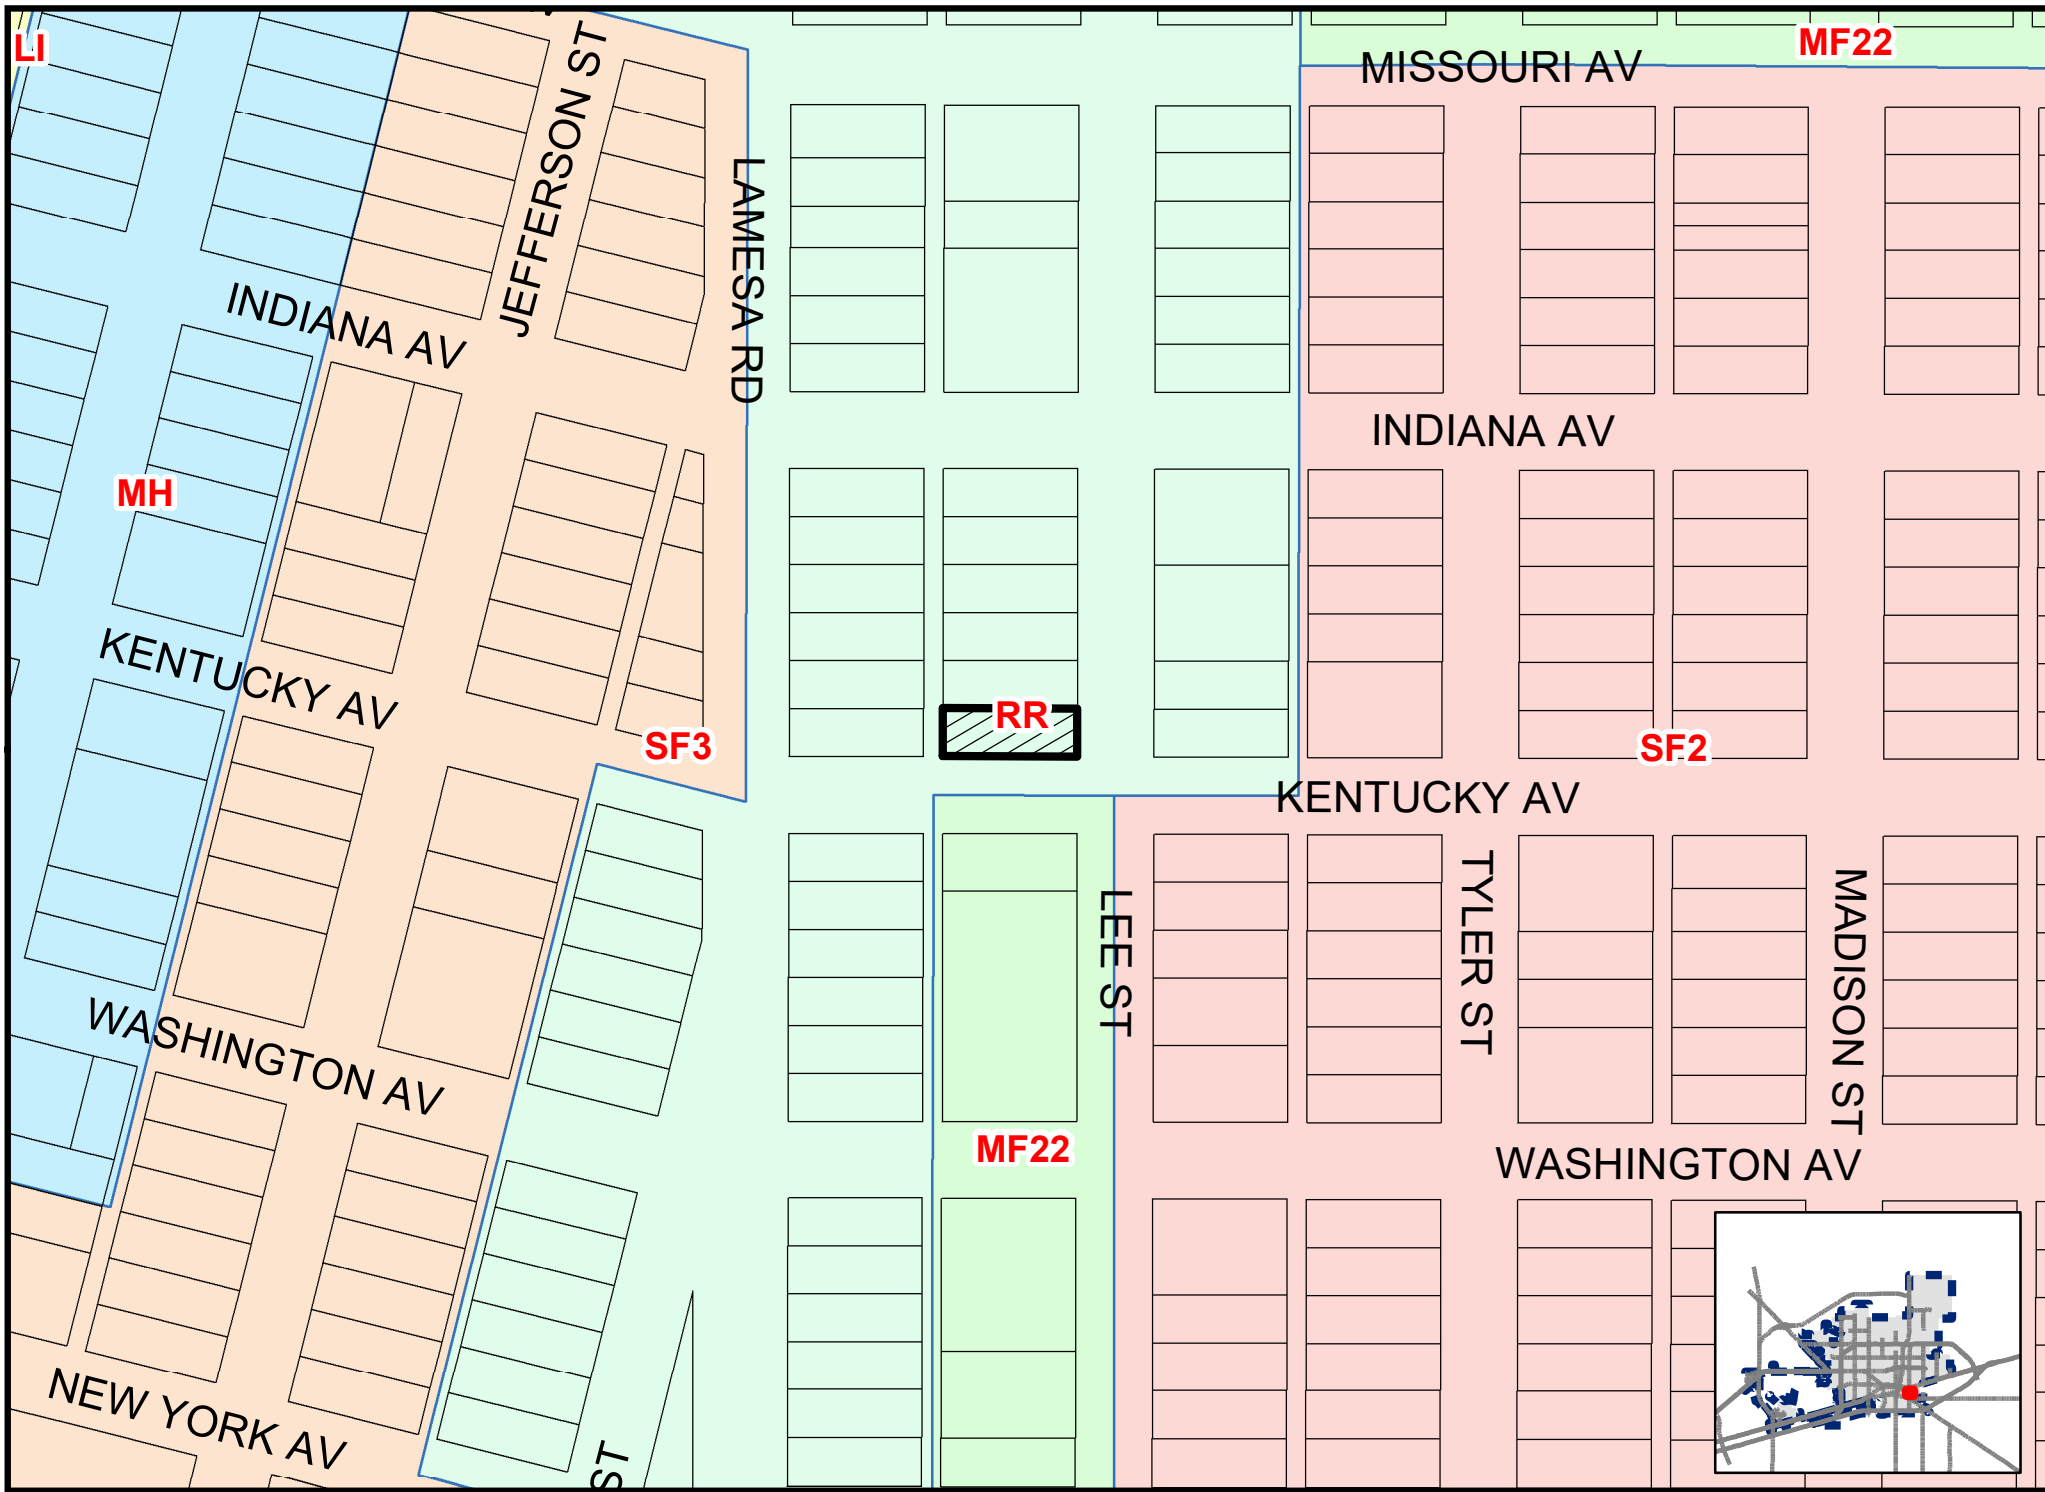 LI
MF22
MISSOURI AV
JEFFERSON ST
LAMESA RD
INDIANA AV
INDIANA AV
MH
KENTUCKY AV
RR
SF3
SF2
KENTUCKY AV
LEE ST
TYLER ST
MADISON ST
WASHINGTON AV
MF22
WASHINGTON AV
NEW YORK AV
ST